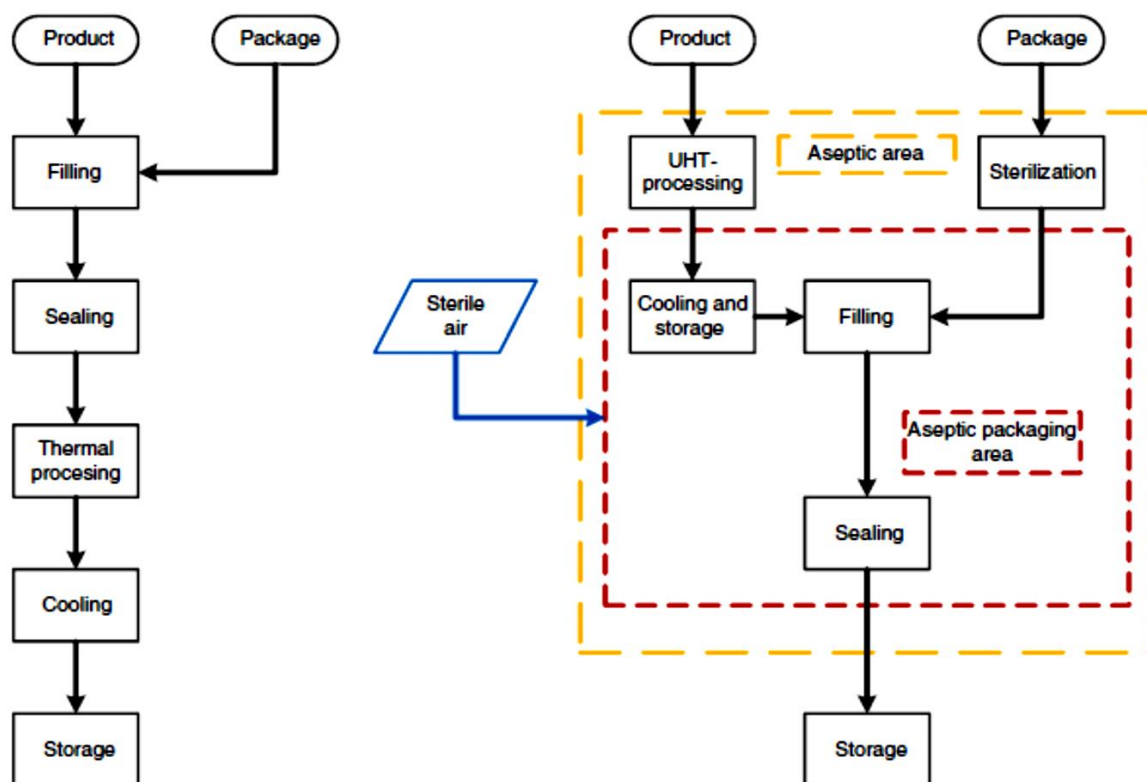 Product
Package
Filling
Sealing
Thermal
procesing
Cooling
Storage
Product
Package
Aseptic area
UHT-
processing
Sterilization
Sterile
air
Cooling and
storage
Filling
Aseptic packaging
area
Sealing
Storage